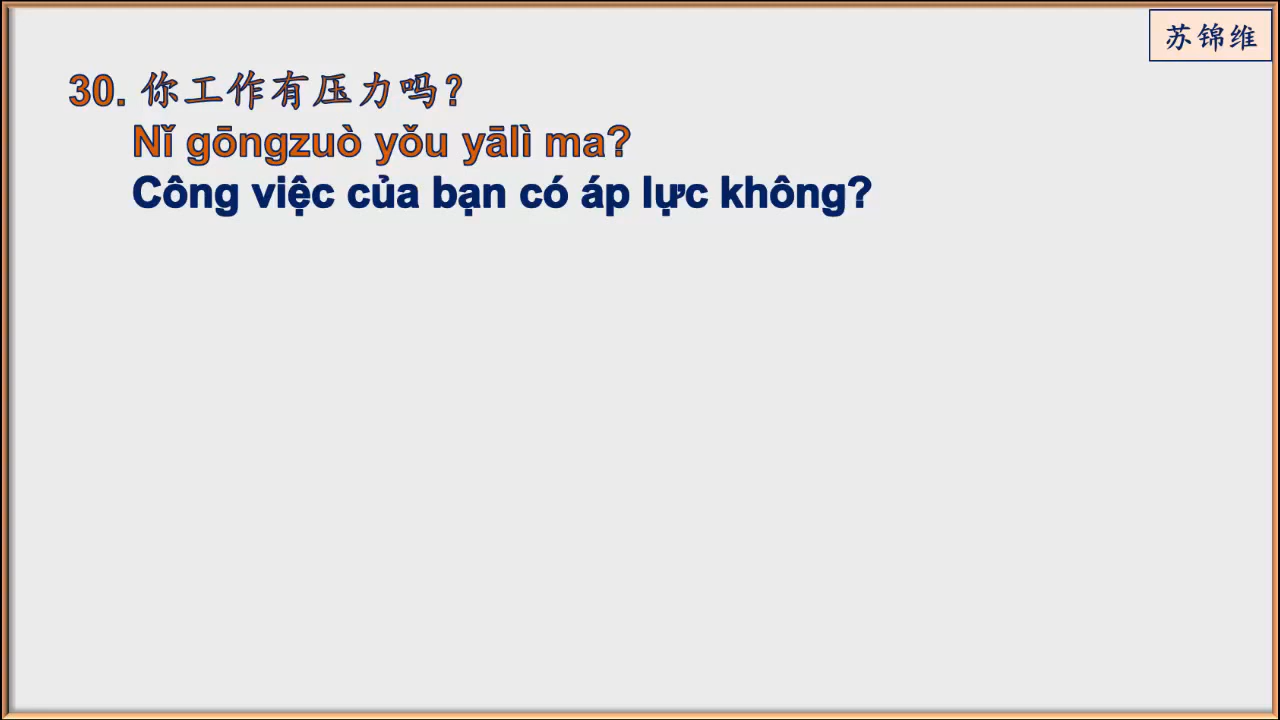 苏锦维
30. 你工作有压力吗？
Nǐ gōngzuò yǒu yālì ma?
Công việc của bạn có áp lực không?